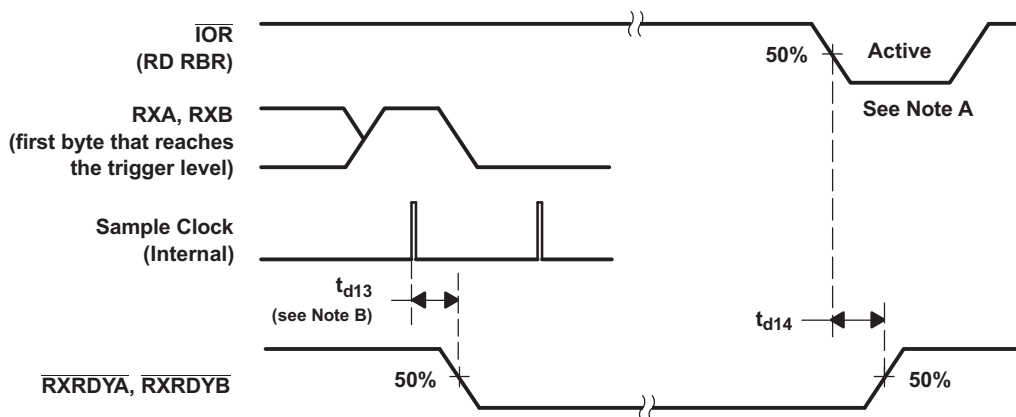 IOR
(RD RBR)
50%
Active
See Note A
RXA, RXB
(first byte that reaches
the trigger level)
Sample Clock
(Internal)
td13
(see Note B)
td14
RXRDYA, RXRDYB
50%
50%